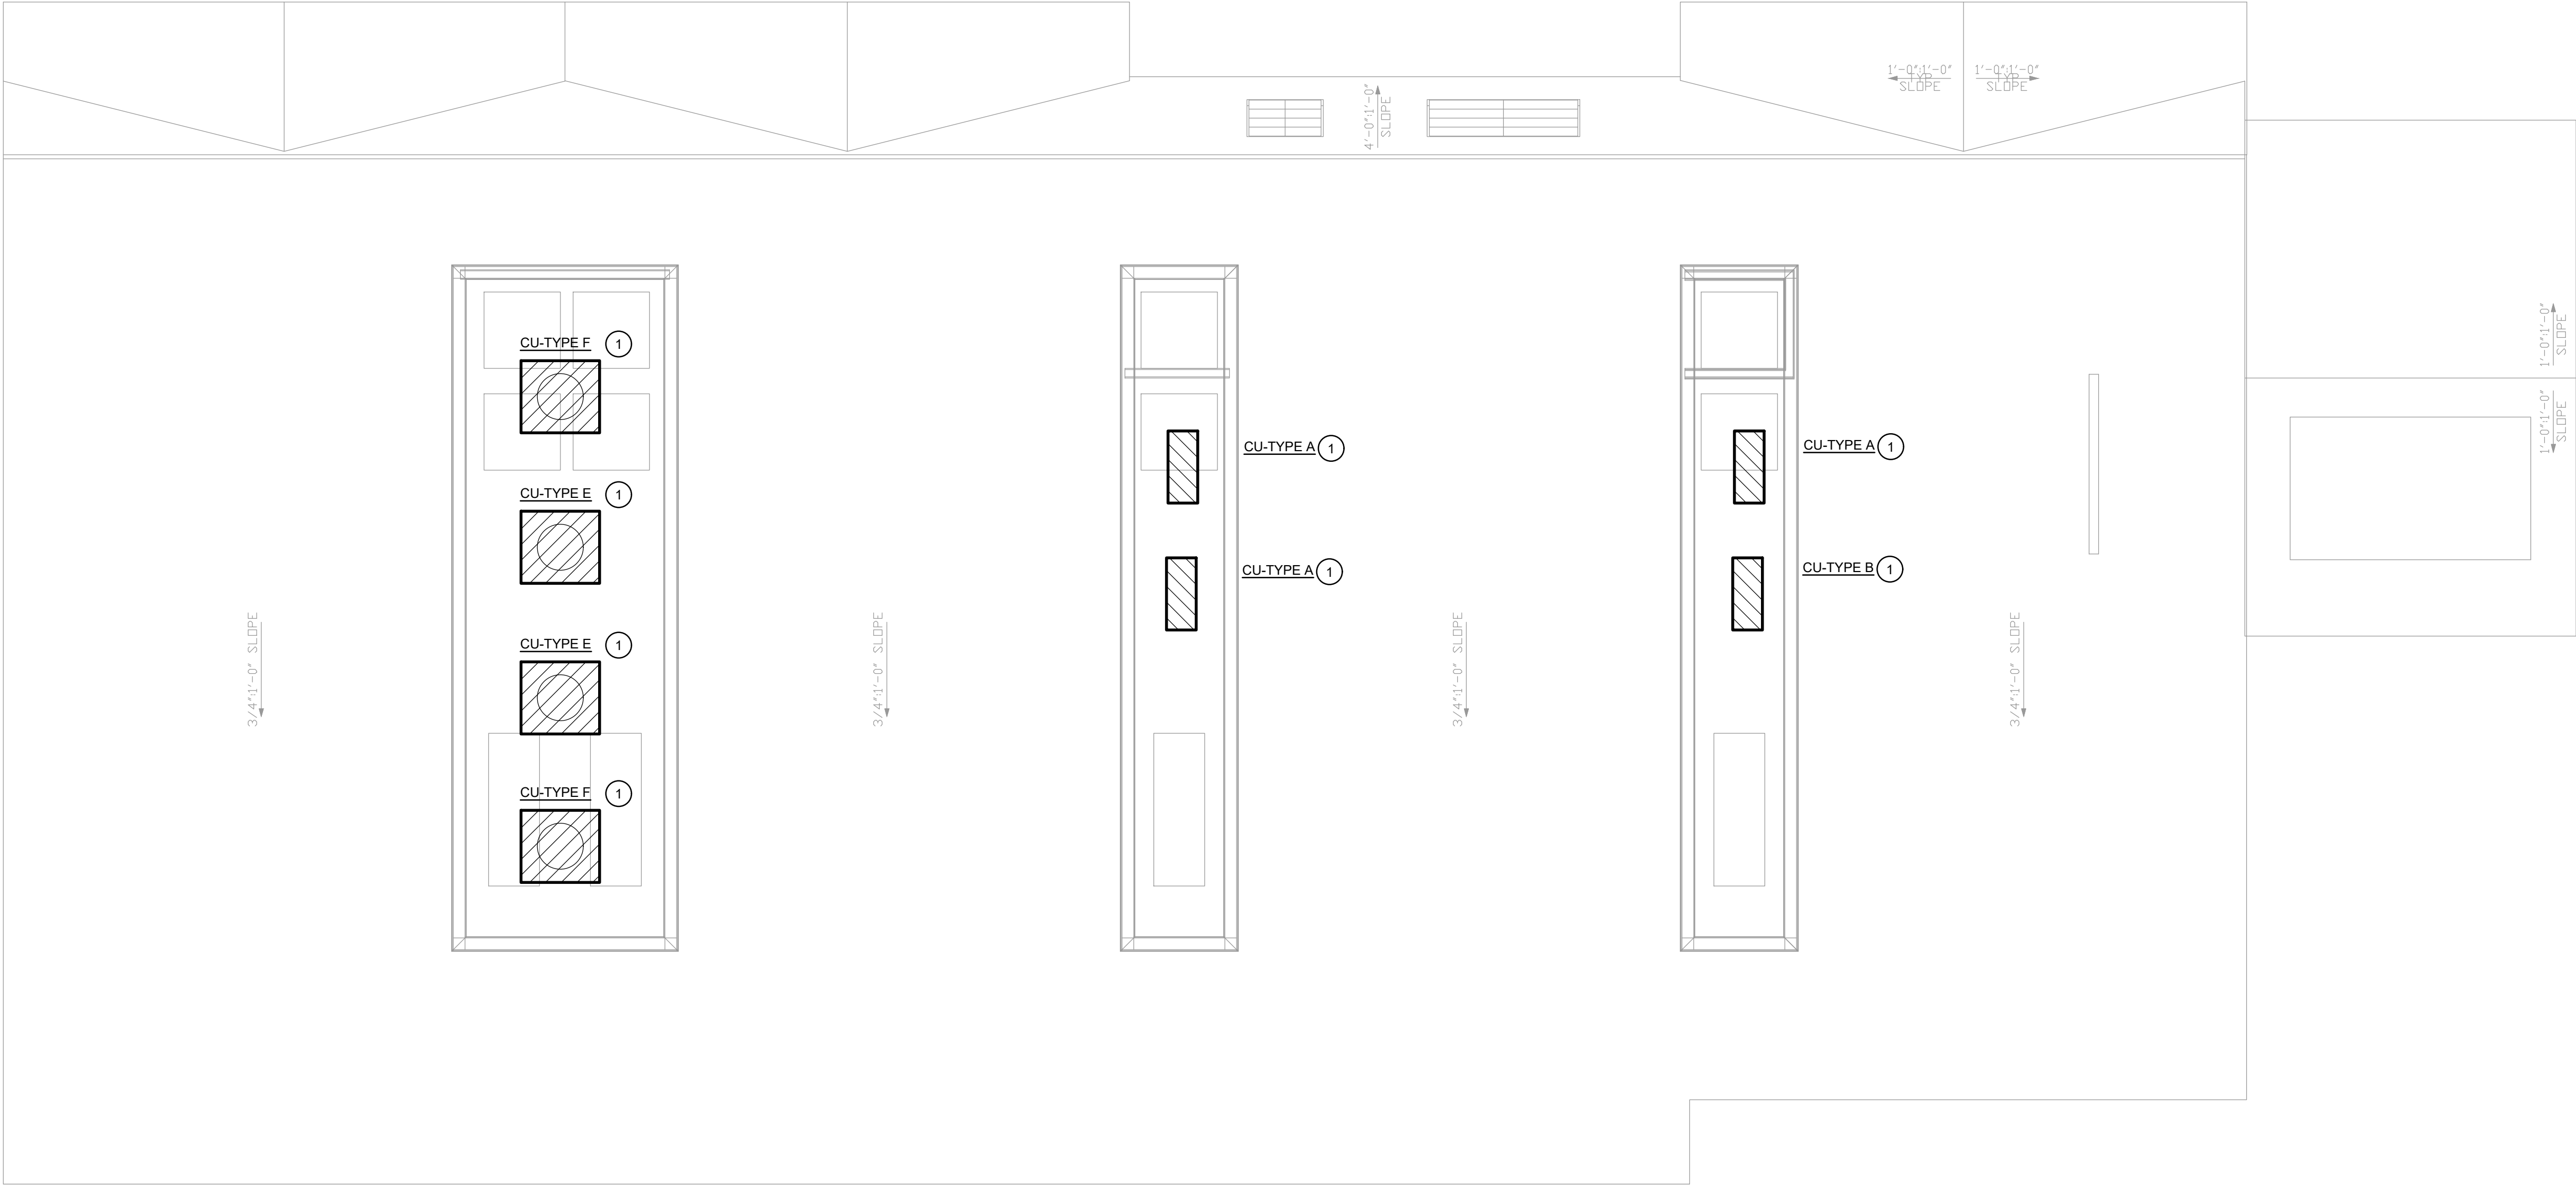 1'-0":1'-0"
TYP
SLOPE
1'-0":1'-0"
TYP
SLOPE
4'-0":1'-0"
SLOPE
1'-0":1'-0"
SLOPE
1'-0":1'-0"
SLOPE
CU-TYPE F 1
CU-TYPE E 1
CU-TYPE E 1
CU-TYPE F 1
CU-TYPE A 1
CU-TYPE A 1
CU-TYPE A 1
CU-TYPE B 1
3/4":1'-0" SLOPE
3/4":1'-0" SLOPE
3/4":1'-0" SLOPE
3/4":1'-0" SLOPE